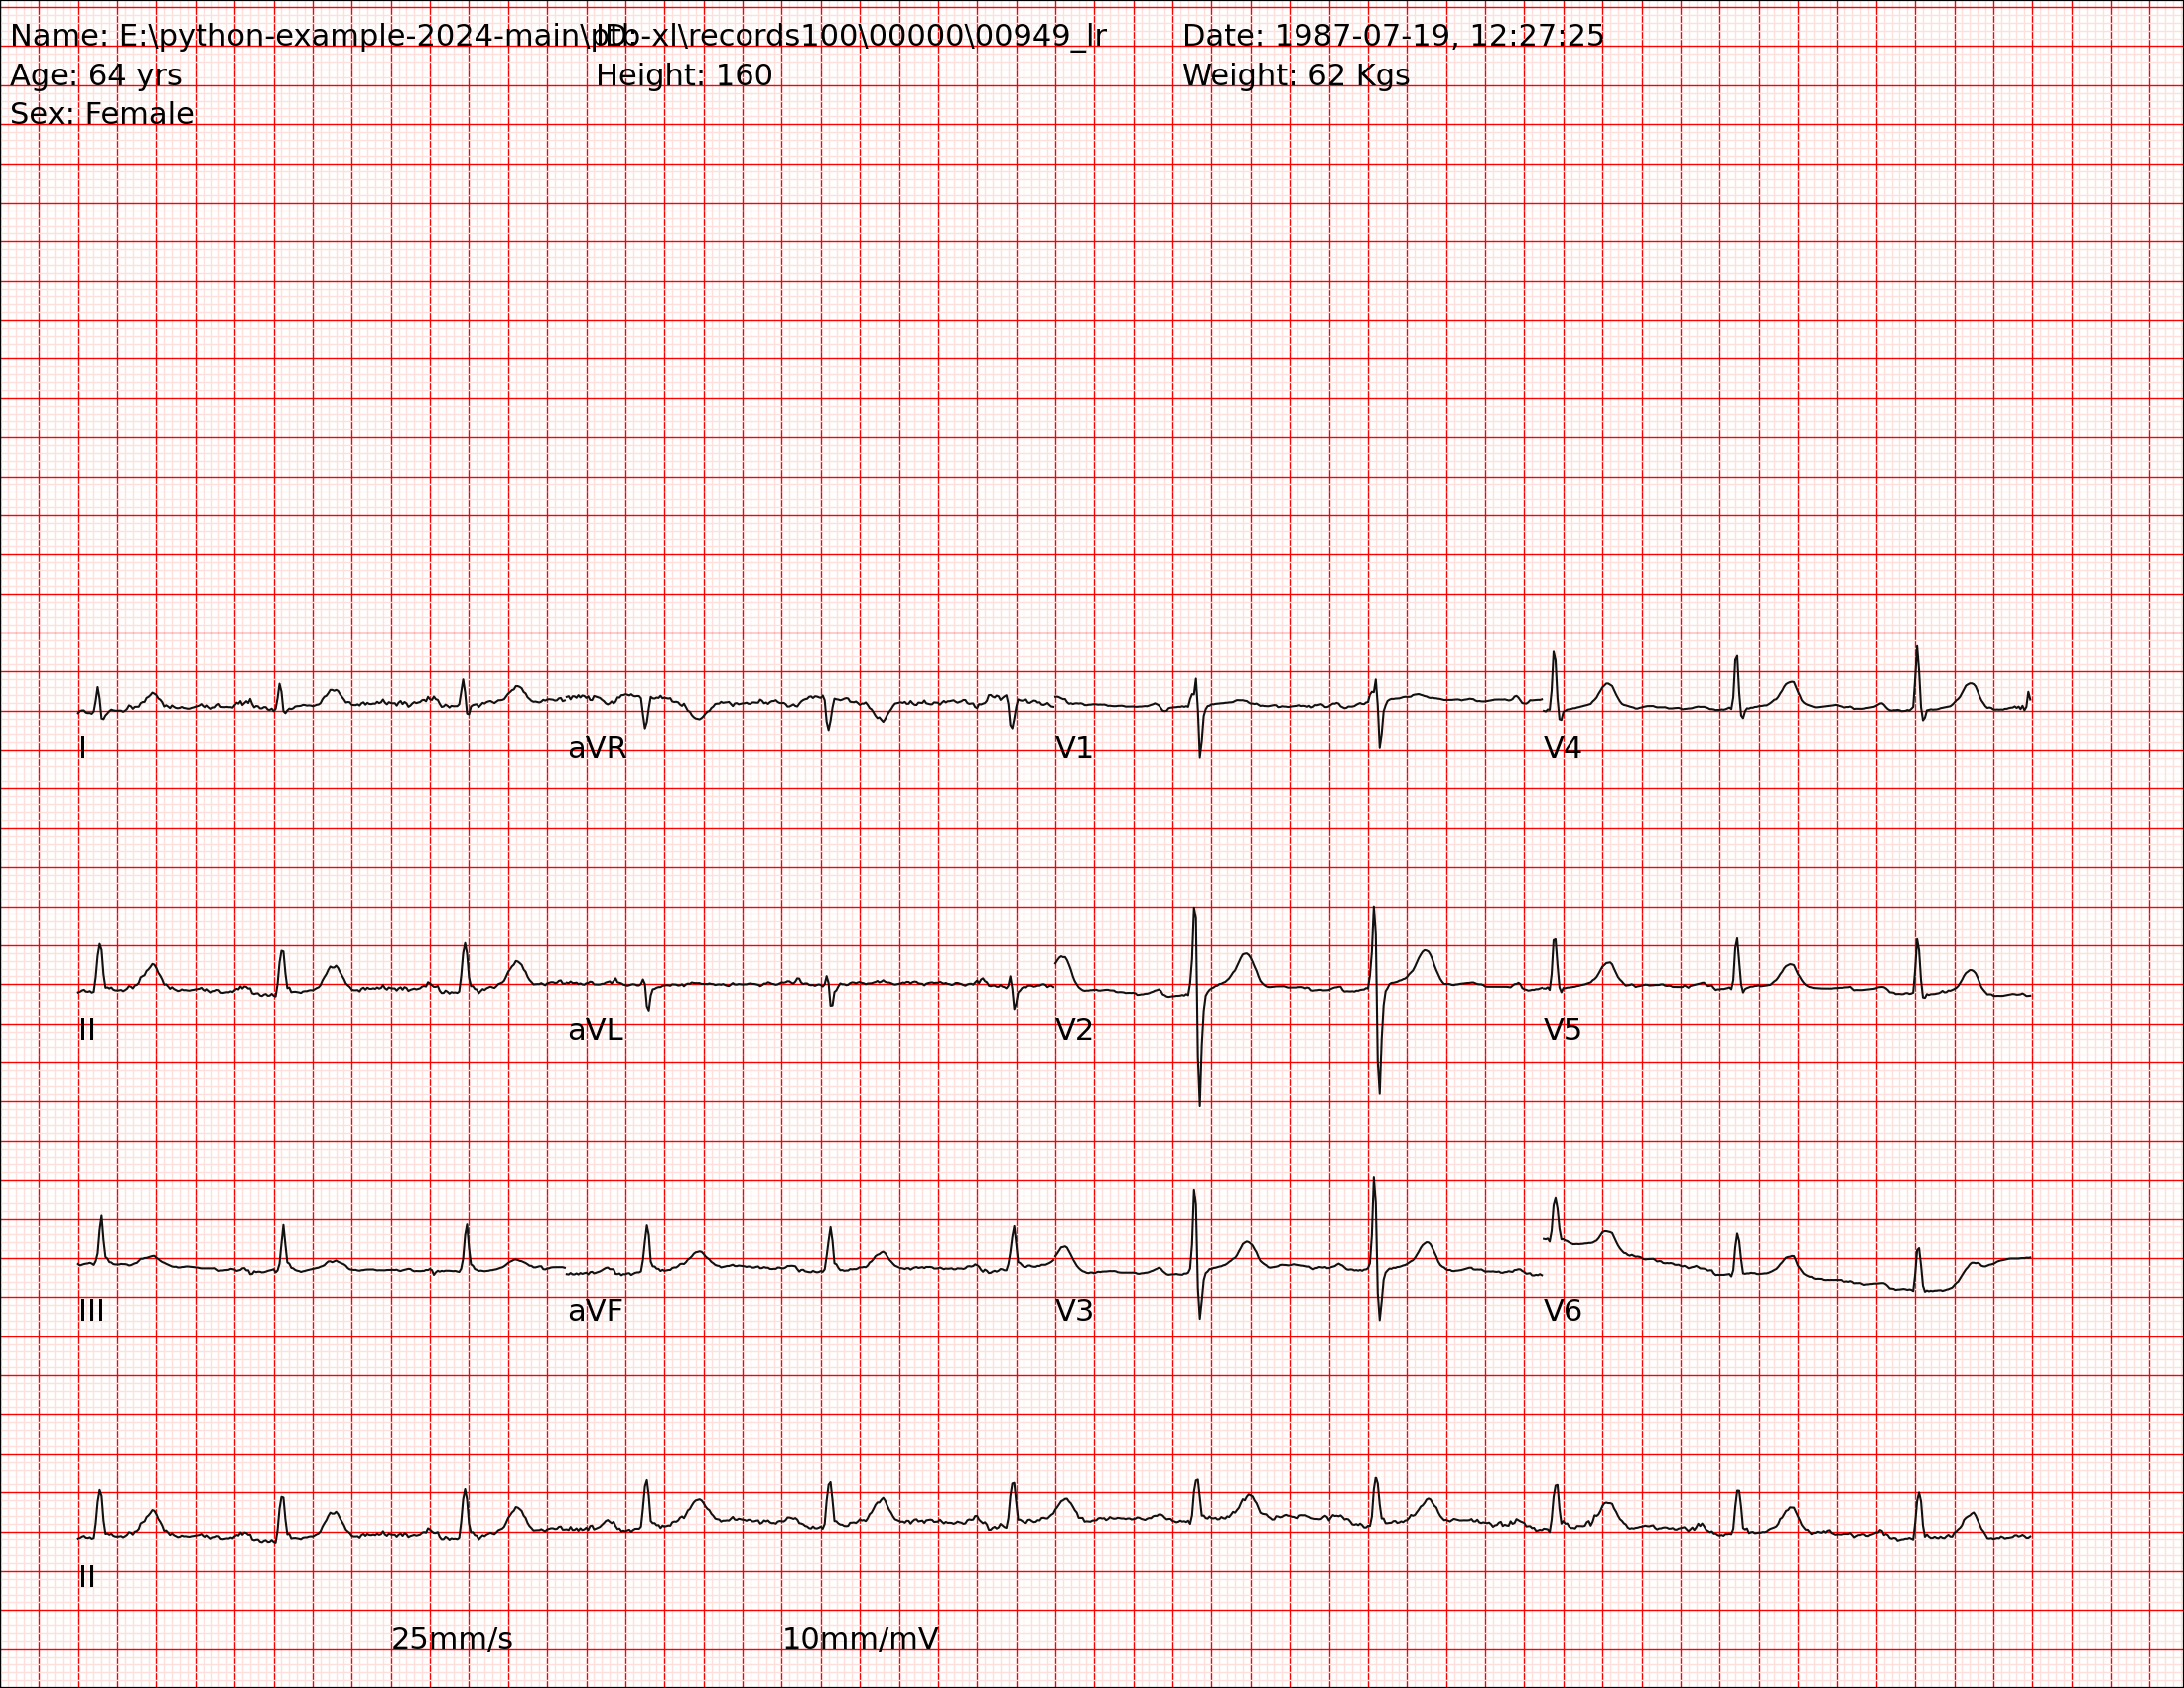 Name: E:\python-example-2024-main\ptb-xl\records100\00000\00949_lr
ID:
Date: 1987-07-19, 12:27:25
Age: 64 yrs
Height: 160
Weight: 62 Kgs
Sex: Female
I
aVR
V1
V4
II
aVL
V2
V5
III
aVF
V3
V6
II
25mm/s
10mm/mV